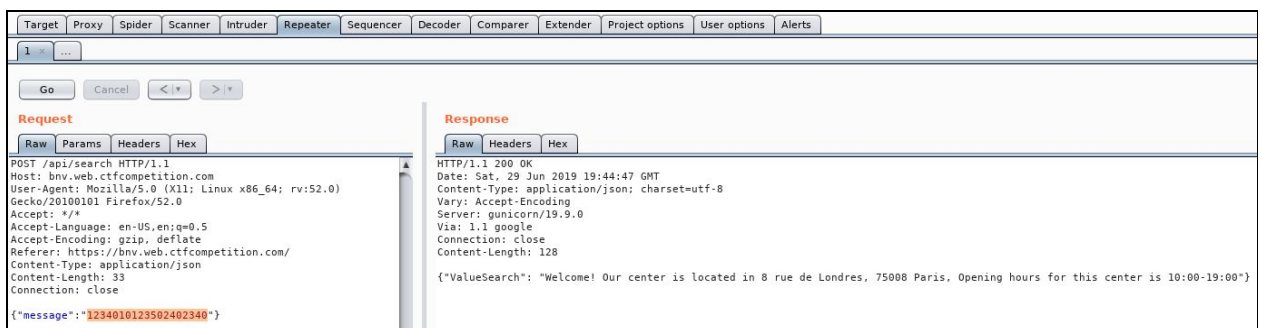 Target Proxy Spider Scanner Intruder Repeater Sequencer Decoder Comparer Extender Project options User options Alerts
1 × ...
Go Cancel < >
Request
Raw Params Headers Hex
POST /api/search HTTP/1.1
Host: bnv.web.ctfcompetition.com
User-Agent: Mozilla/5.0 (X11; Linux x86_64; rv:52.0)
Gecko/20100101 Firefox/52.0
Accept: */*
Accept-Language: en-US,en;q=0.5
Accept-Encoding: gzip, deflate
Referer: https://bnv.web.ctfcompetition.com/
Content-Type: application/json
Content-Length: 33
Connection: close
{"message":"1234010123502402340"}
Response
Raw Headers Hex
HTTP/1.1 200 OK
Date: Sat, 29 Jun 2019 19:44:47 GMT
Content-Type: application/json; charset=utf-8
Vary: Accept-Encoding
Server: gunicorn/19.9.0
Via: 1.1 google
Connection: close
Content-Length: 128
{"ValueSearch": "Welcome! Our center is located in 8 rue de Londres, 75008 Paris, Opening hours for this center is 10:00-19:00"}